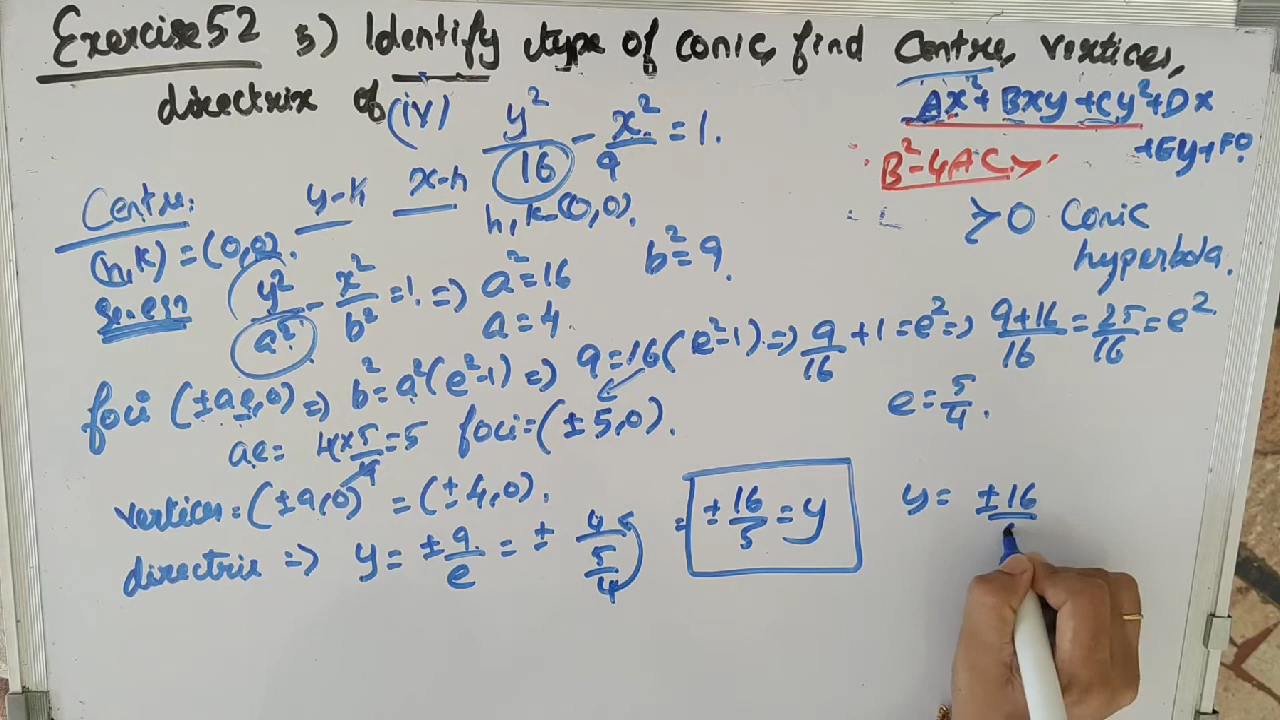 Exercise 52 5) Identify type of conic, find Centre, vertices,
directrix of (iv) y²/16 - x²/9 = 1.
Ax² + Bxy + Cy² + Dx
+Ey+F0
B² - 4AC >
>0 Conic
hyperbola.
Centre: y-k x-h h,k=(0,0).
(h,k) = (0,0).
y²/a² - x²/b² = 1. => a² = 16 b² = 9.
a = 4.
foci (±ae,0) => b² = a²(e²-1) => 9 = 16(e²-1) => 9/16 + 1 = e² => 9+16/16 = 25/16 = e²
e = 5/4.
ae = 4×5/4 = 5 foci = (±5,0).
vertices = (±a,0) = (±4,0).
directrix => y = ±a/e = ± 4/(5/4) = ±16/5 = y
y = ±16